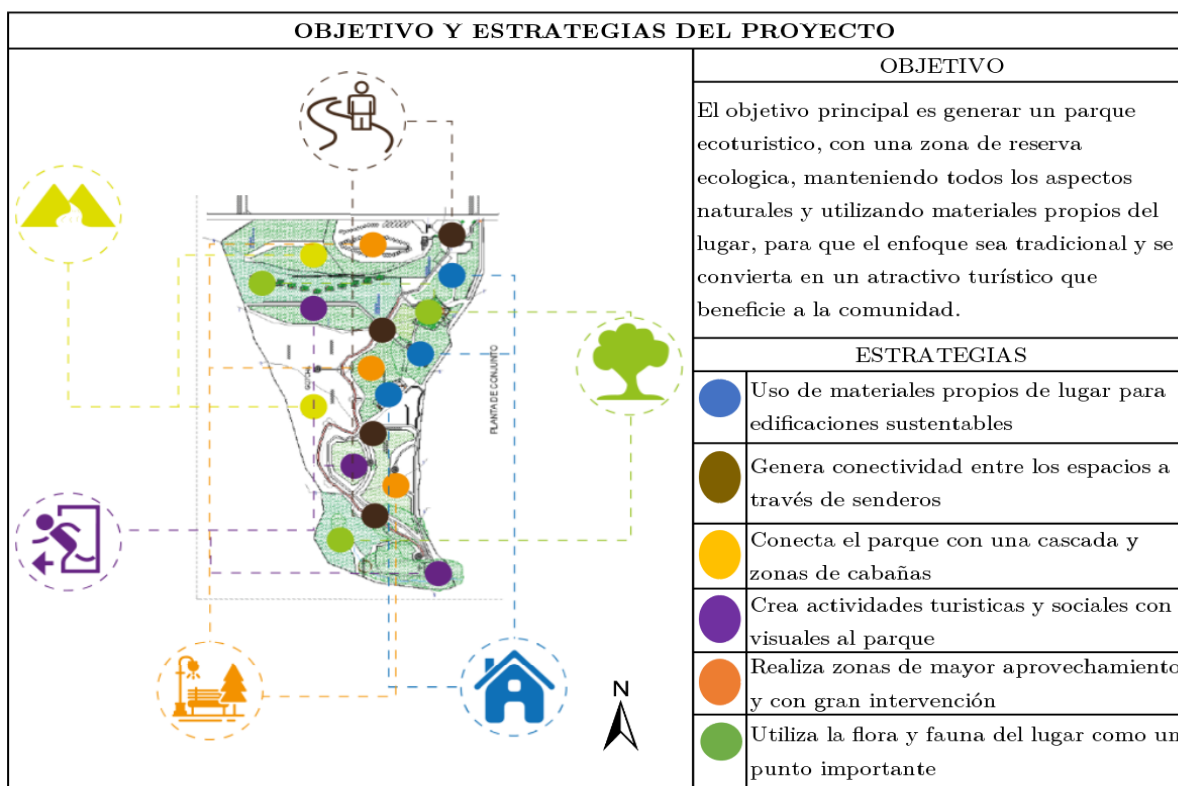 OBJETIVO Y ESTRATEGIAS DEL PROYECTO
OBJETIVO
El objetivo principal es generar un parque
ecoturistico, con una zona de reserva
ecologica, manteniendo todos los aspectos
naturales y utilizando materiales propios del
lugar, para que el enfoque sea tradicional y se
convierta en un atractivo turístico que
beneficie a la comunidad.
ESTRATEGIAS
Uso de materiales propios de lugar para
edificaciones sustentables
Genera conectividad entre los espacios a
través de senderos
Conecta el parque con una cascada y
zonas de cabañas
Crea actividades turisticas y sociales con
visuales al parque
Realiza zonas de mayor aprovechamiento
y con gran intervención
Utiliza la flora y fauna del lugar como un
punto importante
PLANTA DE CONJUNTO
N